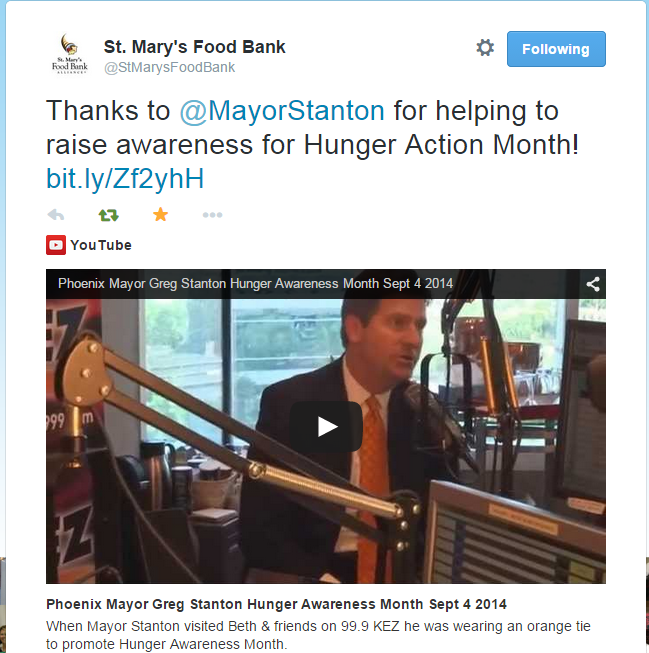 St. Mary's
Food Bank
ALLIANCE
St. Mary's Food Bank
@StMarysFoodBank
Following
Thanks to @MayorStanton for helping to
raise awareness for Hunger Action Month!
bit.ly/Zf2yhH
YouTube
Phoenix Mayor Greg Stanton Hunger Awareness Month Sept 4 2014
999
m
Phoenix Mayor Greg Stanton Hunger Awareness Month Sept 4 2014
When Mayor Stanton visited Beth & friends on 99.9 KEZ he was wearing an orange tie
to promote Hunger Awareness Month.